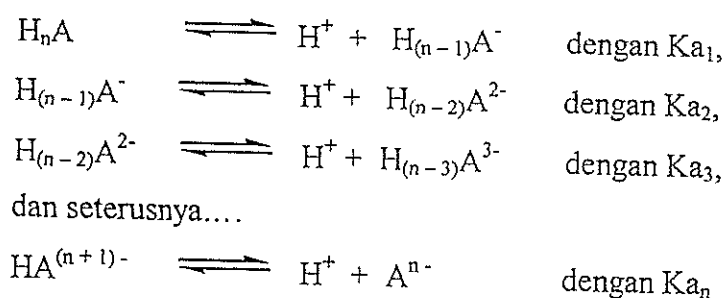 HₙA ⇌ H⁺ + H₍ₙ₋₁₎A⁻ dengan Ka₁,
H₍ₙ₋₁₎A⁻ ⇌ H⁺ + H₍ₙ₋₂₎A²⁻ dengan Ka₂,
H₍ₙ₋₂₎A²⁻ ⇌ H⁺ + H₍ₙ₋₃₎A³⁻ dengan Ka₃,
dan seterusnya....
HA⁽ⁿ⁺¹⁾⁻ ⇌ H⁺ + Aⁿ⁻ dengan Kaₙ